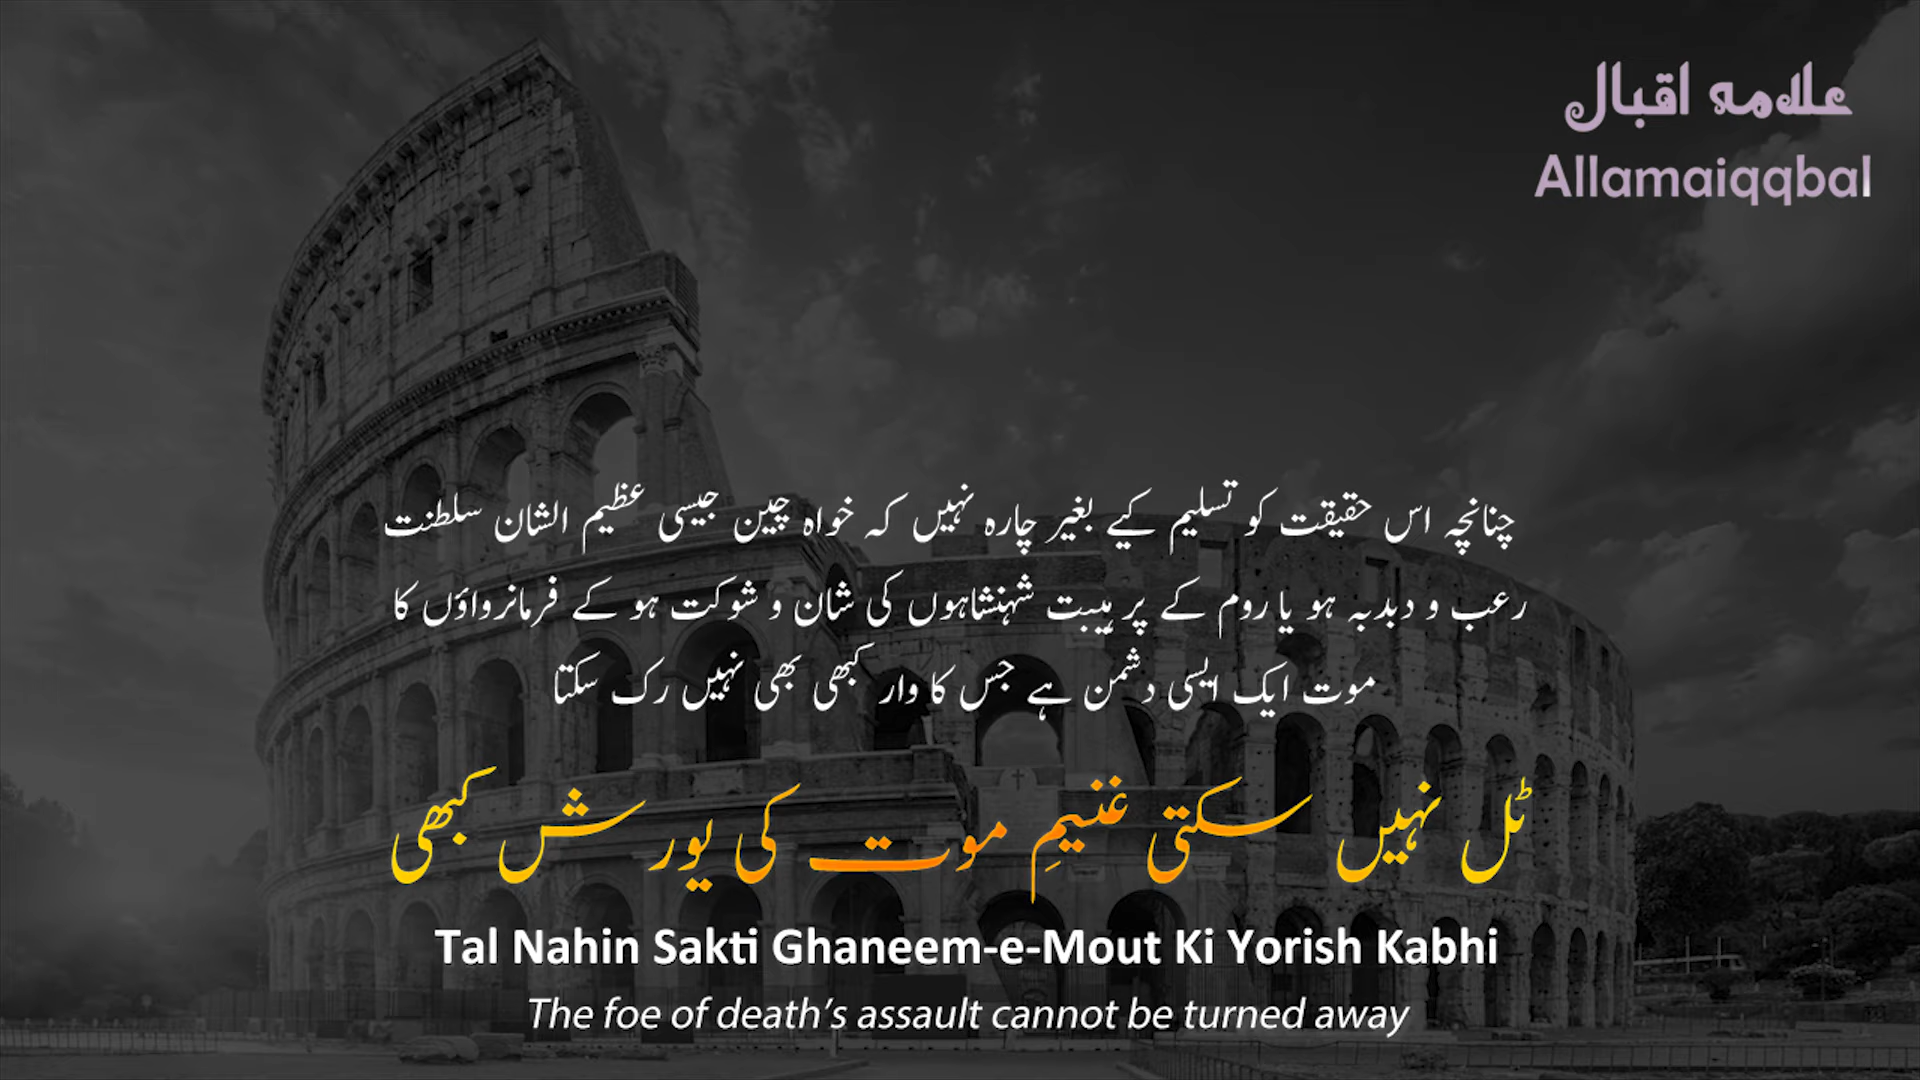 علامہ اقبال
Allamaiqqbal
چنانچہ اس حقیقت کو تسلیم کیے بغیر چارہ نہیں کہ خواہ چین جیسی عظیم الشان سلطنت
رعب و دبدبہ ہو یا روم کے پر ہیبت شہنشاہوں کی شان و شوکت ہو کے فرمانرواؤں کا
موت ایک ایسی دشمن ہے جس کا وار کبھی بھی نہیں رک سکتا
ٹل نہیں سکتی غنیمِ موت کی یورش کبھی
Tal Nahin Sakti Ghaneem-e-Mout Ki Yorish Kabhi
The foe of death’s assault cannot be turned away